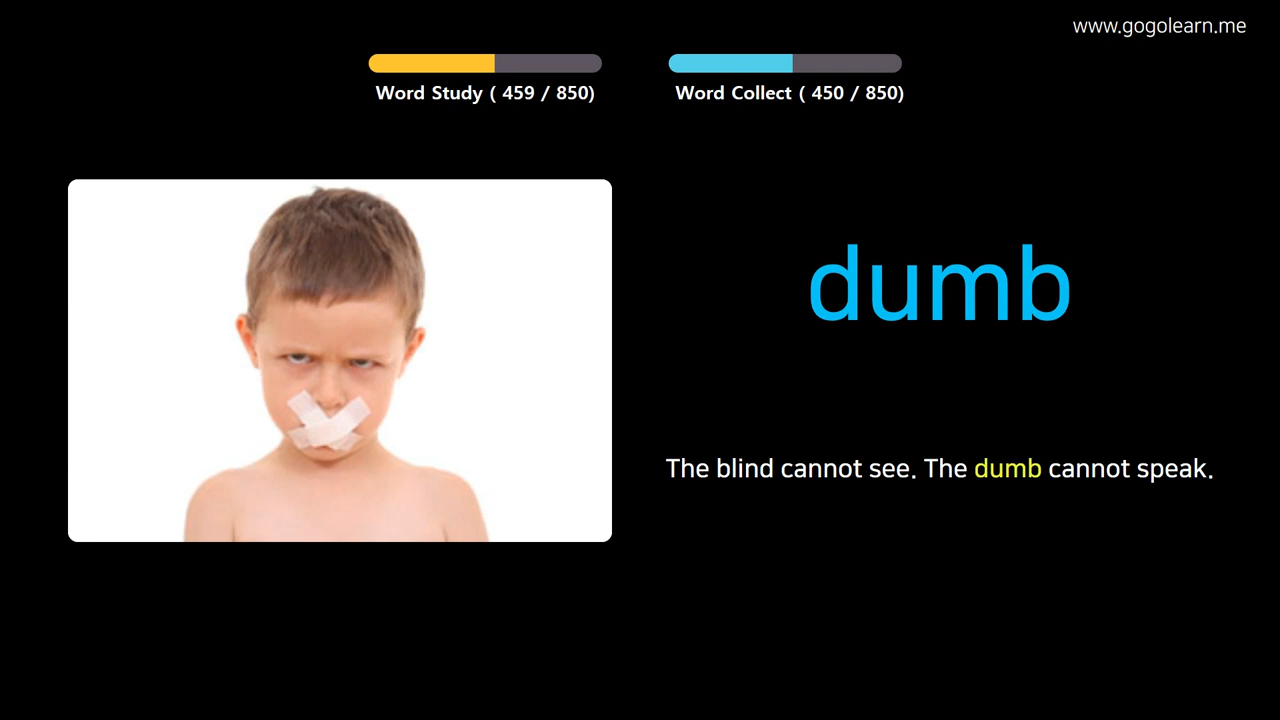 www.gogolearn.me
Word Study ( 459 / 850)
Word Collect ( 450 / 850)
dumb
The blind cannot see. The dumb cannot speak.